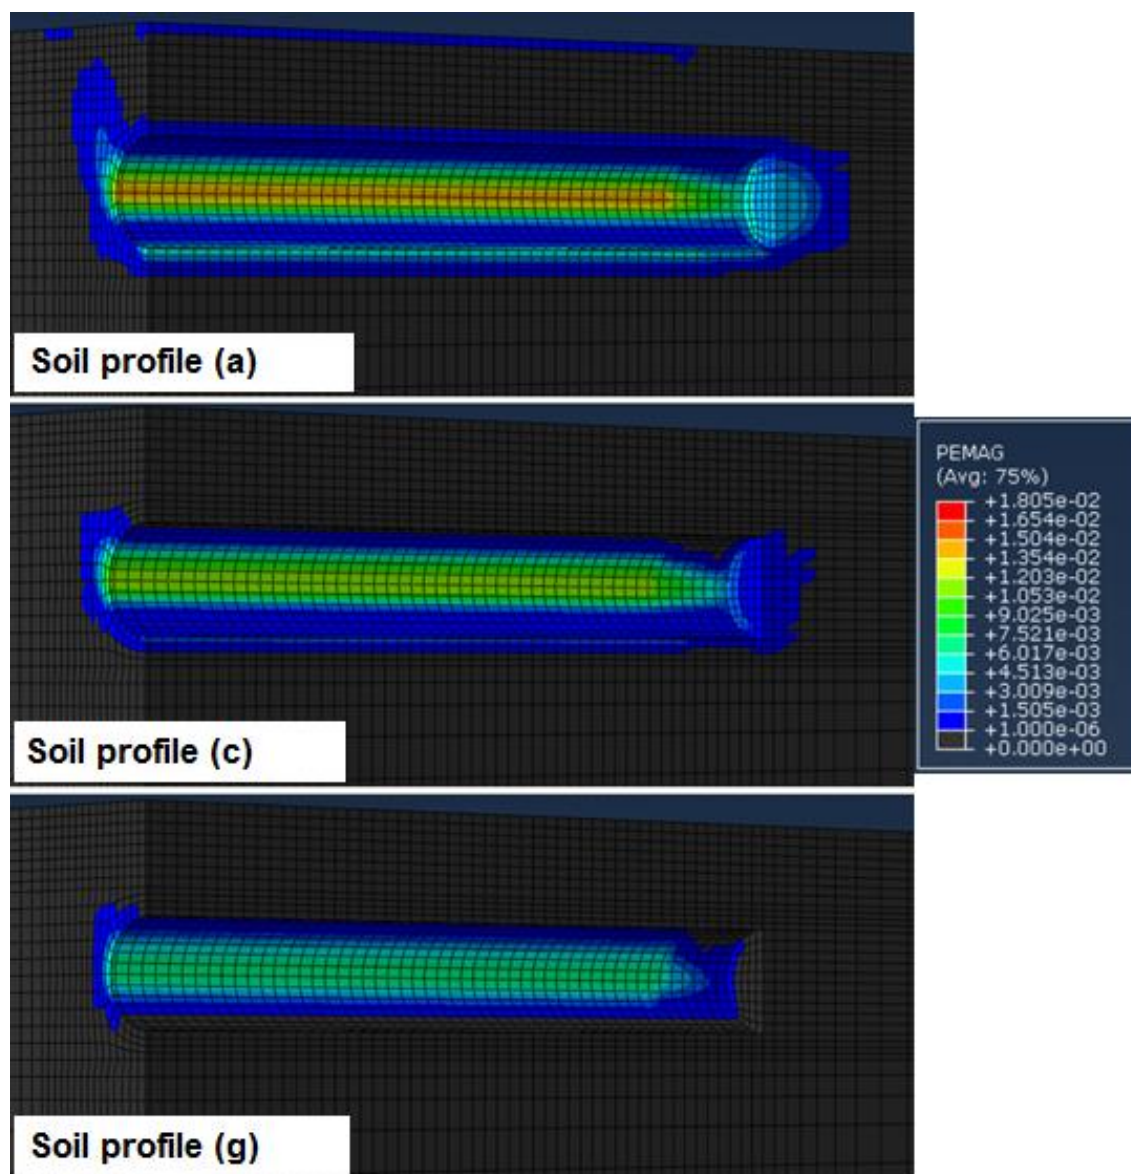 Soil profile (a)
PEMAG
(Avg: 75%)
+1.805e-02
+1.654e-02
+1.504e-02
+1.354e-02
+1.203e-02
+1.053e-02
+9.025e-03
+7.521e-03
+6.017e-03
+4.513e-03
+3.009e-03
+1.505e-03
+1.000e-06
+0.000e+00
Soil profile (c)
Soil profile (g)